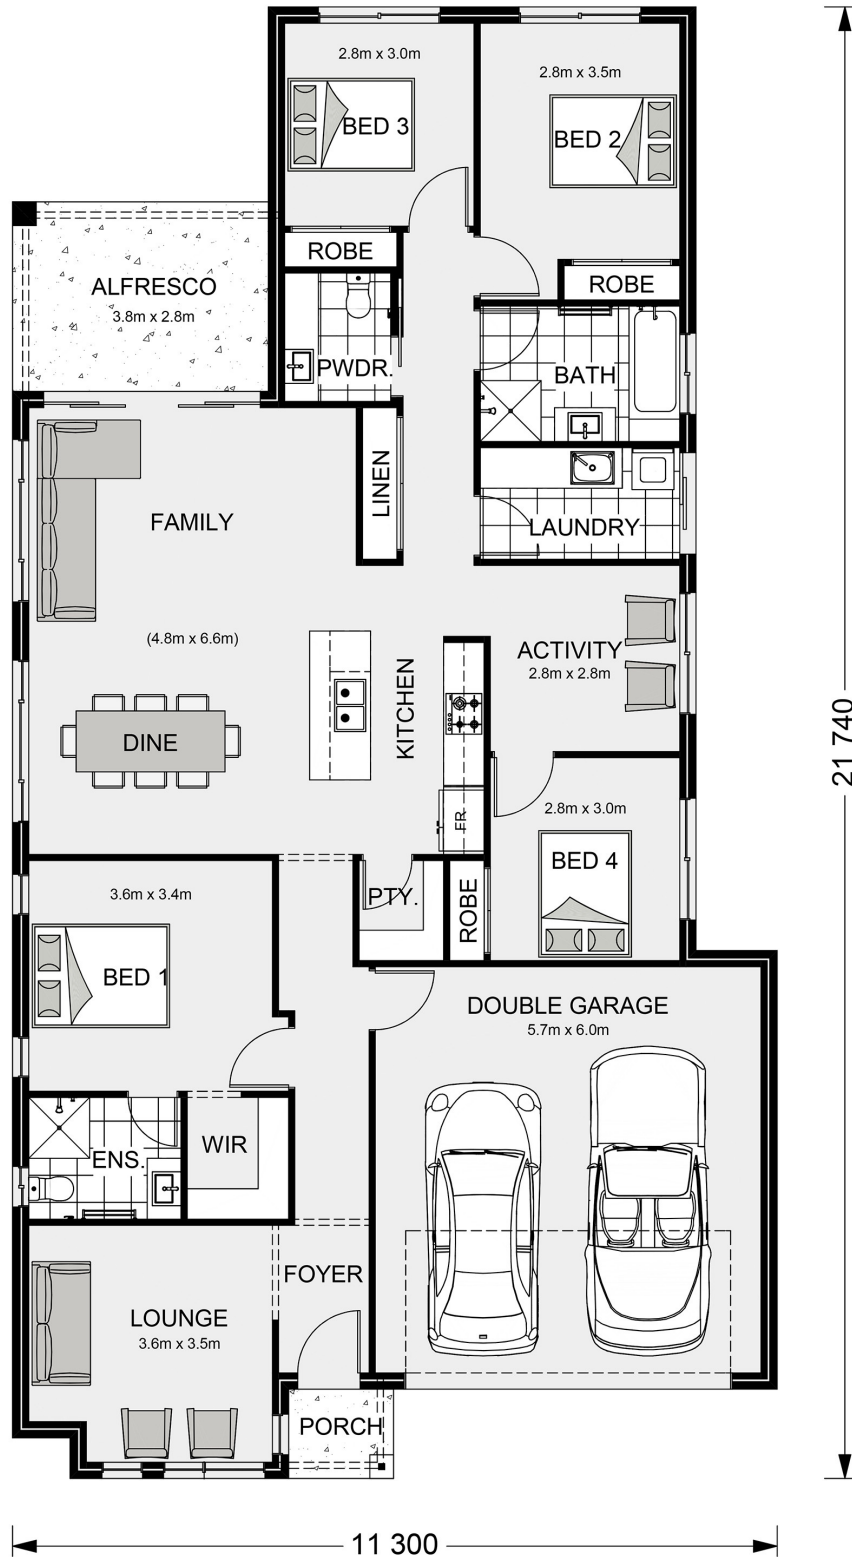 2.8m x 3.0m
BED 3
2.8m x 3.5m
BED 2
ROBE
ROBE
ALFRESCO
3.8m x 2.8m
PWDR.
BATH
LINEN
LAUNDRY
FAMILY
(4.8m x 6.6m)
KITCHEN
ACTIVITY
2.8m x 2.8m
DINE
21 740
FR
2.8m x 3.0m
BED 4
3.6m x 3.4m
BED 1
PTY.
ROBE
DOUBLE GARAGE
5.7m x 6.0m
ENS.
WIR
FOYER
LOUNGE
3.6m x 3.5m
PORCH
11 300